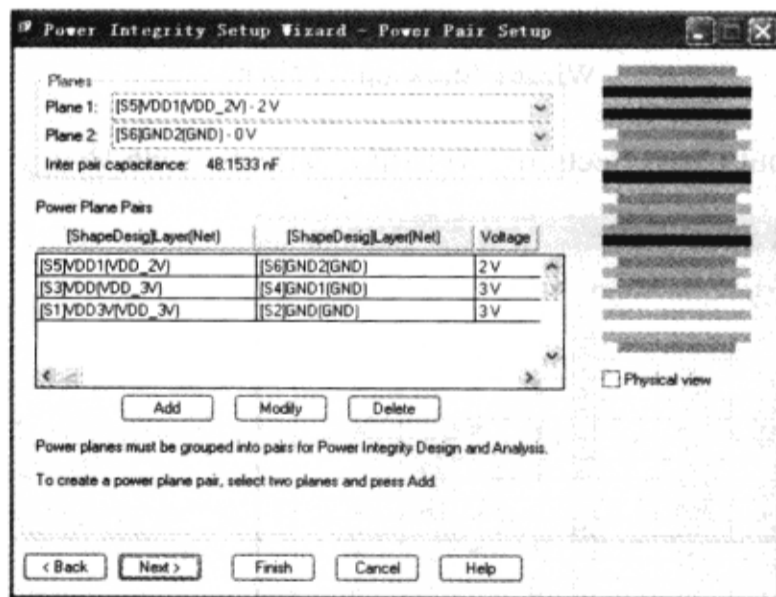 Power Integrity Setup Wizard - Power Pair Setup
Planes
Plane 1: [S5]VDD1(VDD_2V) - 2 V
Plane 2: [S6]GND2(GND) - 0 V
Inter pair capacitance: 48.1533 nF
Power Plane Pairs
[ShapeDesig]Layer(Net) [ShapeDesig]Layer(Net) Voltage
[S5]VDD1(VDD_2V) [S6]GND2(GND) 2 V
[S3]VDD(VDD_3V) [S4]GND1(GND) 3 V
[S1]VDD3V(VDD_3V) [S2]GND(GND) 3 V
Physical view
Add Modify Delete
Power planes must be grouped into pairs for Power Integrity Design and Analysis.
To create a power plane pair, select two planes and press Add.
< Back Next > Finish Cancel Help